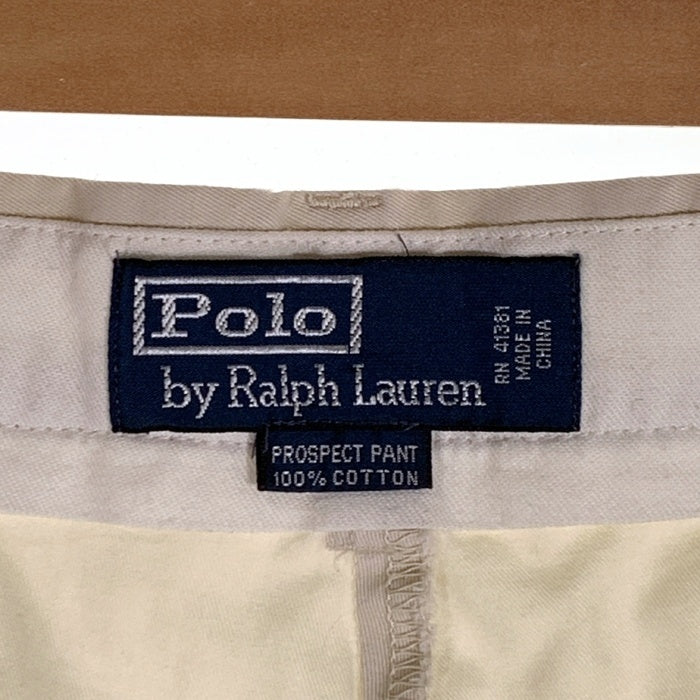 Polo
by Ralph Lauren
RN 41381
MADE IN
CHINA
PROSPECT PANT
100% COTTON